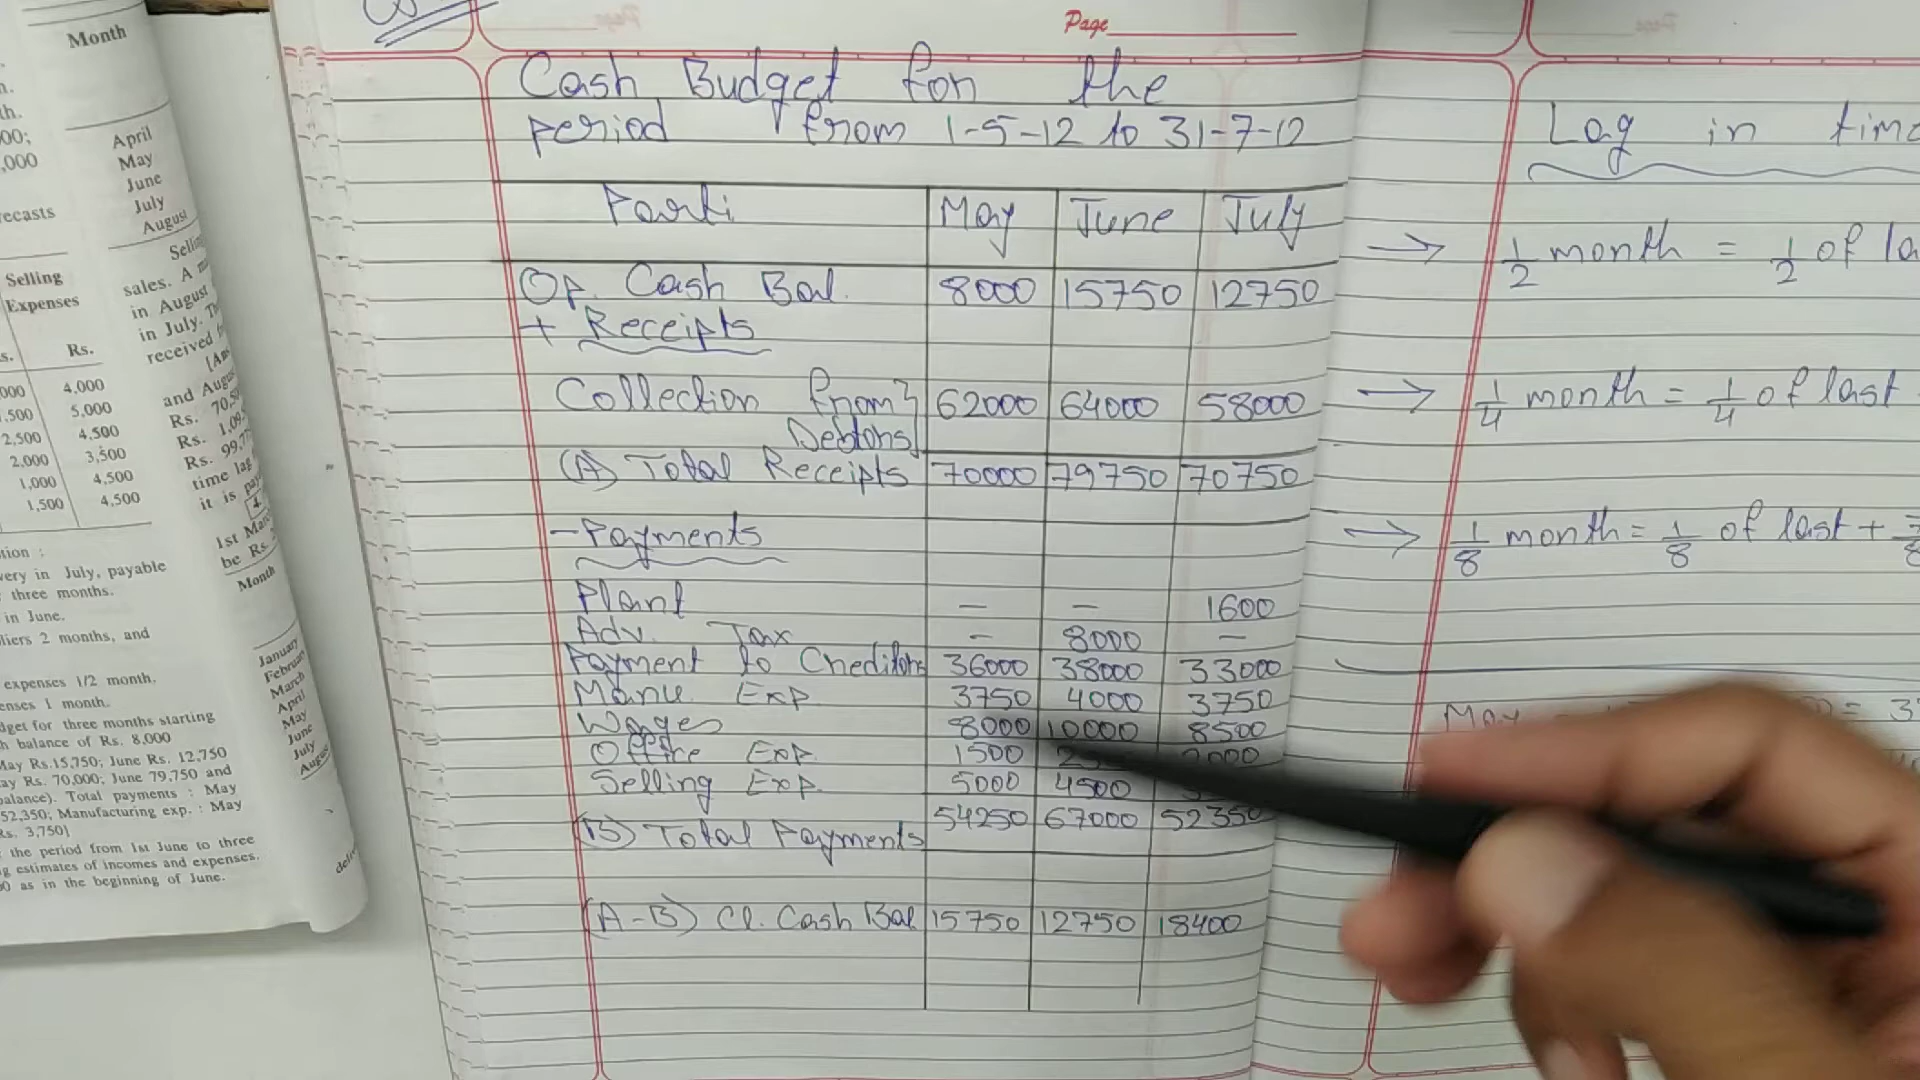 Month
April
May
June
July
August
Selling
Expenses
Rs.
4,000
5,000
4,500
3,500
4,500
4,500
very in July, payable
three months.
in June.
liers 2 months, and
expenses 1/2 month.
enses 1 month.
dget for three months starting
h balance of Rs. 8,000
May Rs.15,750; June Rs. 12,750
ay Rs. 70,000; June 79,750 and
balance). Total payments : May
52,350; Manufacturing exp. : May
Rs. 3,750]
the period from 1st June to three
g estimates of incomes and expenses.
0 as in the beginning of June.
sales. A
in August
in July.
received
and August
Rs.
Rs.
Rs.
time lag
it is
be Rs.
Month
January
February
March
April
May
June
July
August
Page
Cash Budget for the
period from 1-5-12 to 31-7-12
Parti. May June July
Op. Cash Bal. 8000 15750 12750
+ Receipts
Collection from 62000 64000 58000
Debtors
(A) Total Receipts 70000 79750 70750
- Payments
Plant — — 1600
Adv. Tax — 8000 —
Payment to Creditors 36000 38000 33000
Manu. Exp. 3750 4000 3750
Wages 8000 10000 8500
Office Exp. 1500 2000
Selling Exp. 5000 4500
(B) Total Payments 54250 67000 52350
(A-B) Cl. Cash Bal 15750 12750 18400
Lag in time
→ 1/2 month = 1/2 of la
→ 1/4 month = 1/4 of last
→ 1/8 month = 1/8 of last +
May